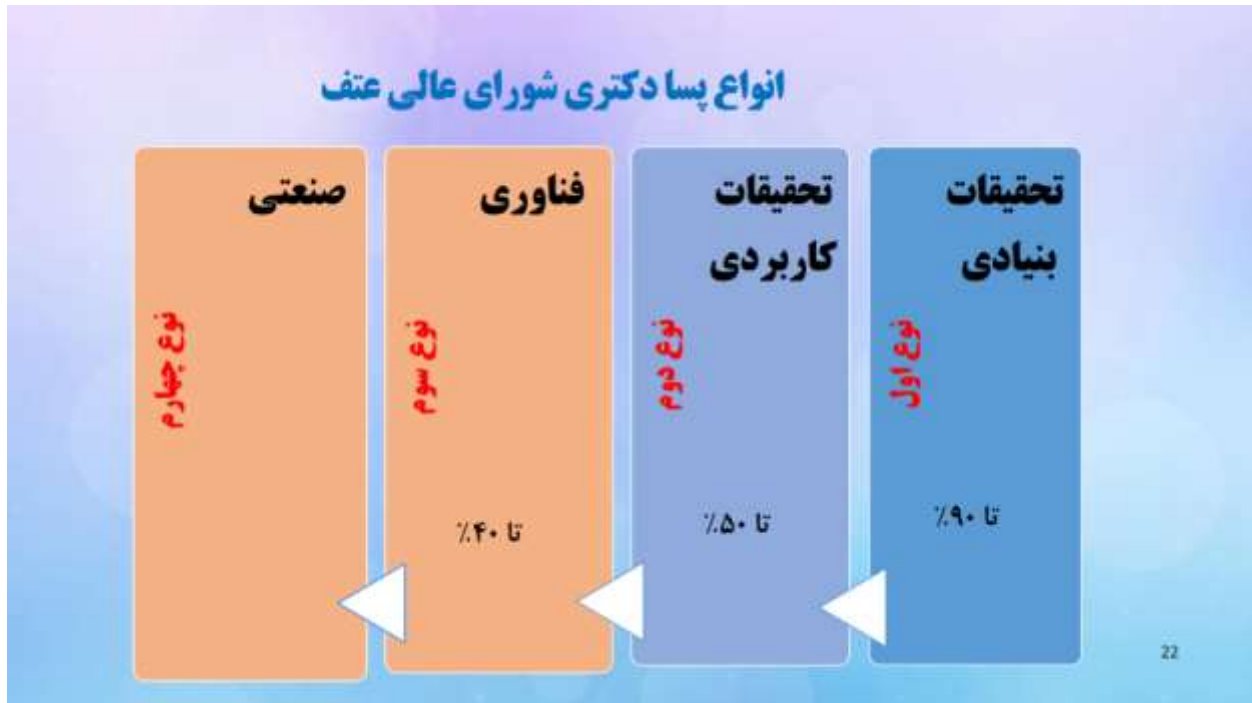 انواع پسا دکتری شورای عالی عتف
تحقیقات
بنیادی
نوع اول
تا ۹۰٪
تحقیقات
کاربردی
نوع دوم
تا ۵۰٪
فناوری
نوع سوم
تا ۴۰٪
صنعتی
نوع چهارم
22